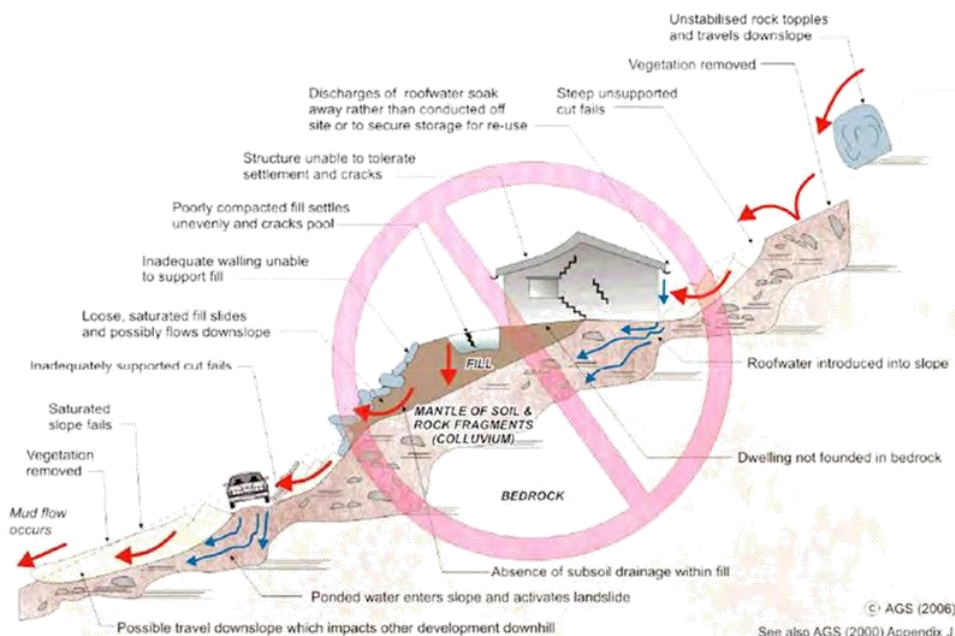 Unstabilised rock topples
and travels downslope
Vegetation removed
Discharges of roofwater soak
away rather than conducted off
site or to secure storage for re-use
Steep unsupported
cut fails
Structure unable to tolerate
settlement and cracks
Poorly compacted fill settles
unevenly and cracks pool
Inadequate walling unable
to support fill
Loose, saturated fill slides
and possibly flows downslope
Inadequately supported cut fails
Roofwater introduced into slope
FILL
Saturated
slope fails
MANTLE OF SOIL &
ROCK FRAGMENTS
(COLLUVIUM)
Vegetation
removed
Dwelling not founded in bedrock
BEDROCK
Mud flow
occurs
Absence of subsoil drainage within fill
Ponded water enters slope and activates landslide
© AGS (2006)
Possible travel downslope which impacts other development downhill
See also AGS (2000) Appendix J